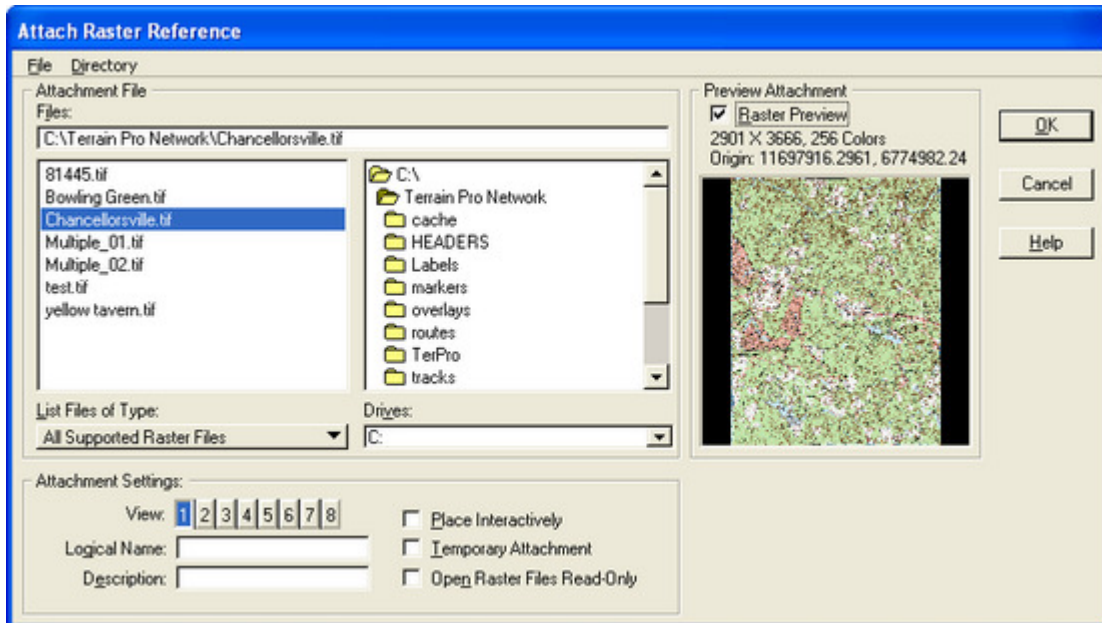 Attach Raster Reference
File Directory
Attachment File
Files:
C:\Terrain Pro Network\Chancellorsville.tif
81445.tif
Bowling Green.tif
Chancellorsville.tif
Multiple_01.tif
Multiple_02.tif
test.tif
yellow tavern.tif
C:\
Terrain Pro Network
cache
HEADERS
Labels
markers
overlays
routes
TerPro
tracks
List Files of Type:
All Supported Raster Files
Drives:
C:
Preview Attachment
Raster Preview
2901 X 3666, 256 Colors
Origin: 11697916.2961, 6774982.24
OK
Cancel
Help
Attachment Settings:
View: 1 2 3 4 5 6 7 8
Logical Name:
Description:
Place Interactively
Temporary Attachment
Open Raster Files Read-Only